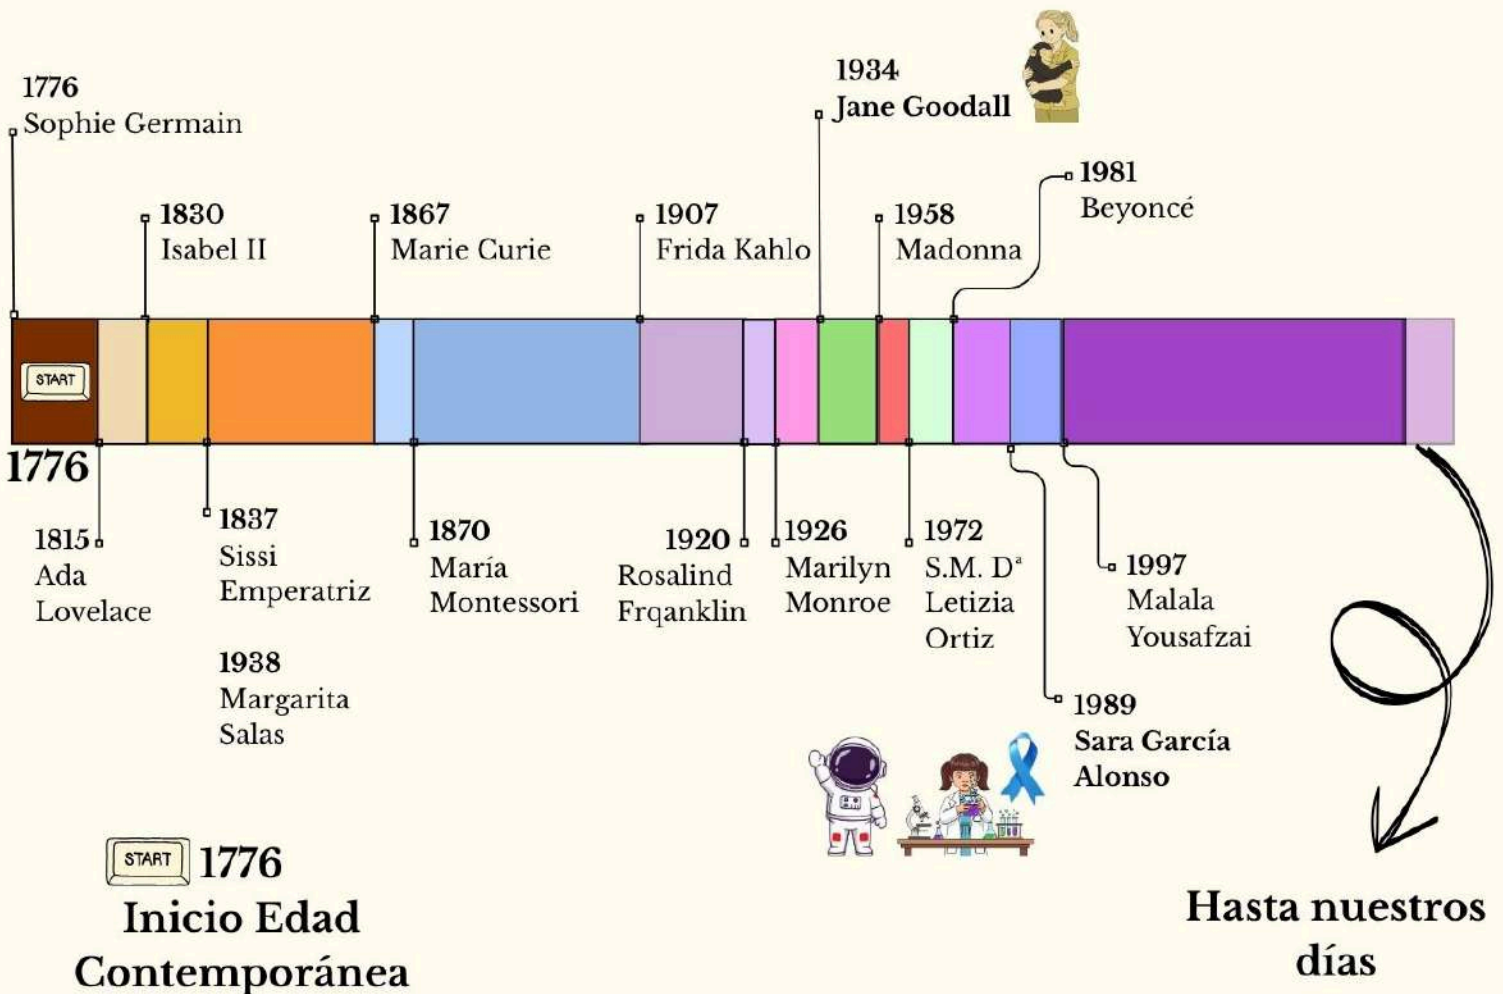 1776
Sophie Germain
1830
Isabel II
1867
Marie Curie
1907
Frida Kahlo
1934
Jane Goodall
1958
Madonna
1981
Beyoncé
START
1776
1815
Ada
Lovelace
1837
Sissi
Emperatriz
1938
Margarita
Salas
1870
María
Montessori
1920
Rosalind
Frqanklin
1926
Marilyn
Monroe
1972
S.M. Dª
Letizia
Ortiz
1989
Sara García
Alonso
1997
Malala
Yousafzai
START 1776
Inicio Edad
Contemporánea
Hasta nuestros
días